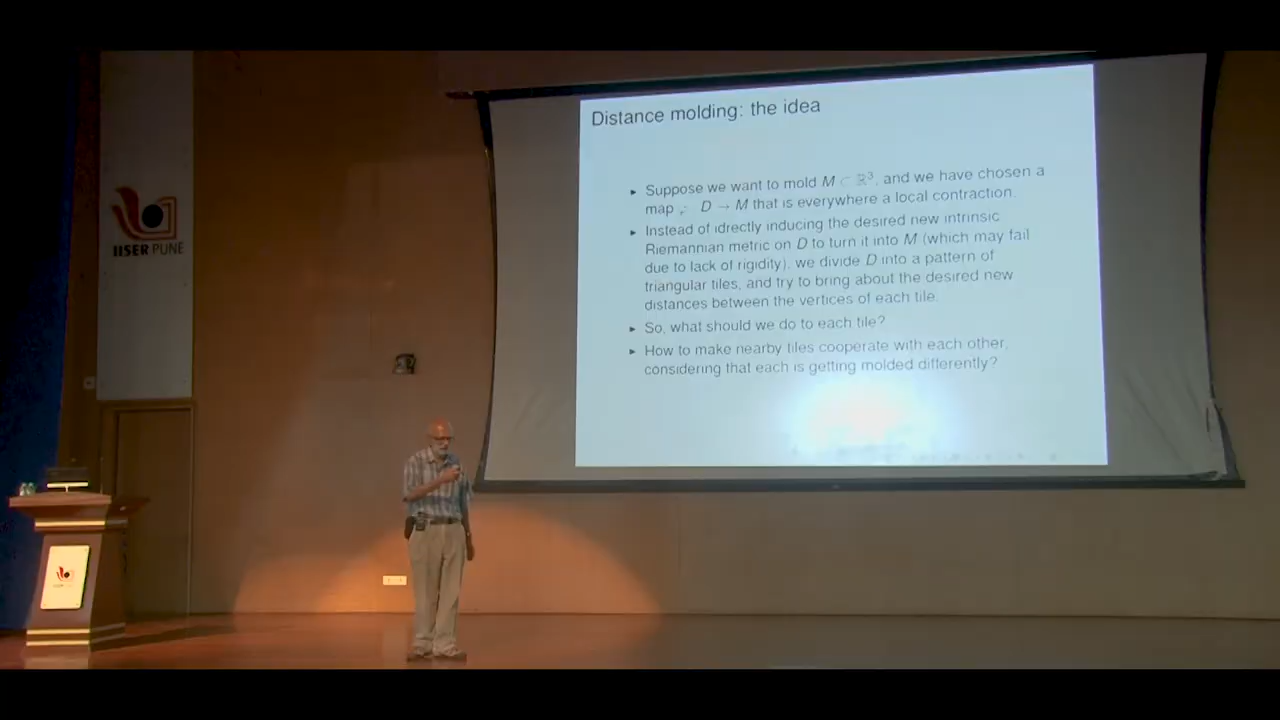 IISER PUNE
Distance molding: the idea
▸ Suppose we want to mold M ⊂ ℝ³, and we have chosen a
map : D → M that is everywhere a local contraction.
▸ Instead of idrectly inducing the desired new intrinsic
Riemannian metric on D to turn it into M (which may fail
due to lack of rigidity), we divide D into a pattern of
triangular tiles, and try to bring about the desired new
distances between the vertices of each tile.
▸ So, what should we do to each tile?
▸ How to make nearby tiles cooperate with each other,
considering that each is getting molded differently?